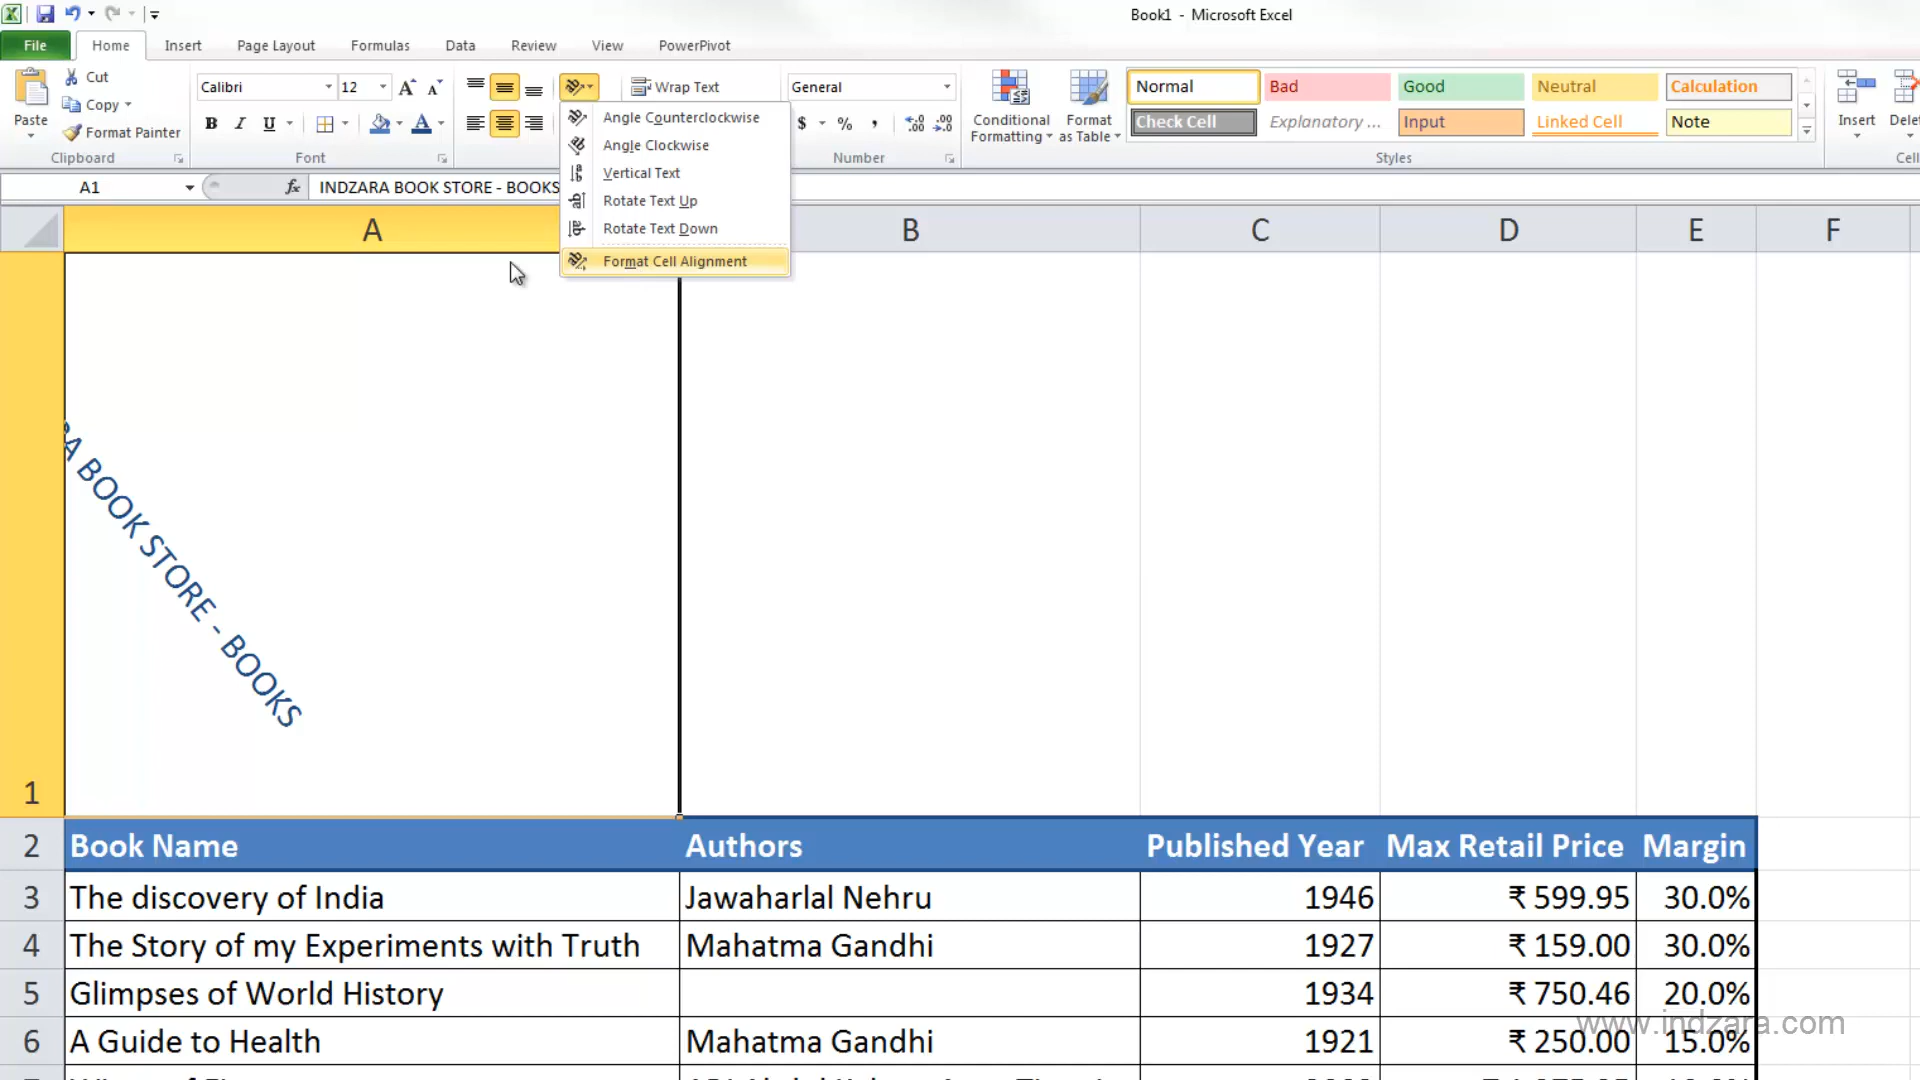 Book1 - Microsoft Excel
File Home Insert Page Layout Formulas Data Review View PowerPivot
Paste
Cut
Copy
Format Painter
Clipboard
Calibri 12
B I U
Font
Wrap Text
Angle Counterclockwise
Angle Clockwise
Vertical Text
Rotate Text Up
Rotate Text Down
Format Cell Alignment
General
$ % ,
Number
Conditional Formatting
Format as Table
Normal Bad Good Neutral Calculation
Check Cell Explanatory ... Input Linked Cell Note
Styles
Insert
A1 fx INDZARA BOOK STORE - BOOKS
A B C D E F
1 BOOK STORE - BOOKS
2 Book Name Authors Published Year Max Retail Price Margin
3 The discovery of India Jawaharlal Nehru 1946 ₹ 599.95 30.0%
4 The Story of my Experiments with Truth Mahatma Gandhi 1927 ₹ 159.00 30.0%
5 Glimpses of World History 1934 ₹ 750.46 20.0%
6 A Guide to Health Mahatma Gandhi 1921 ₹ 250.00 15.0%
www.indzara.com